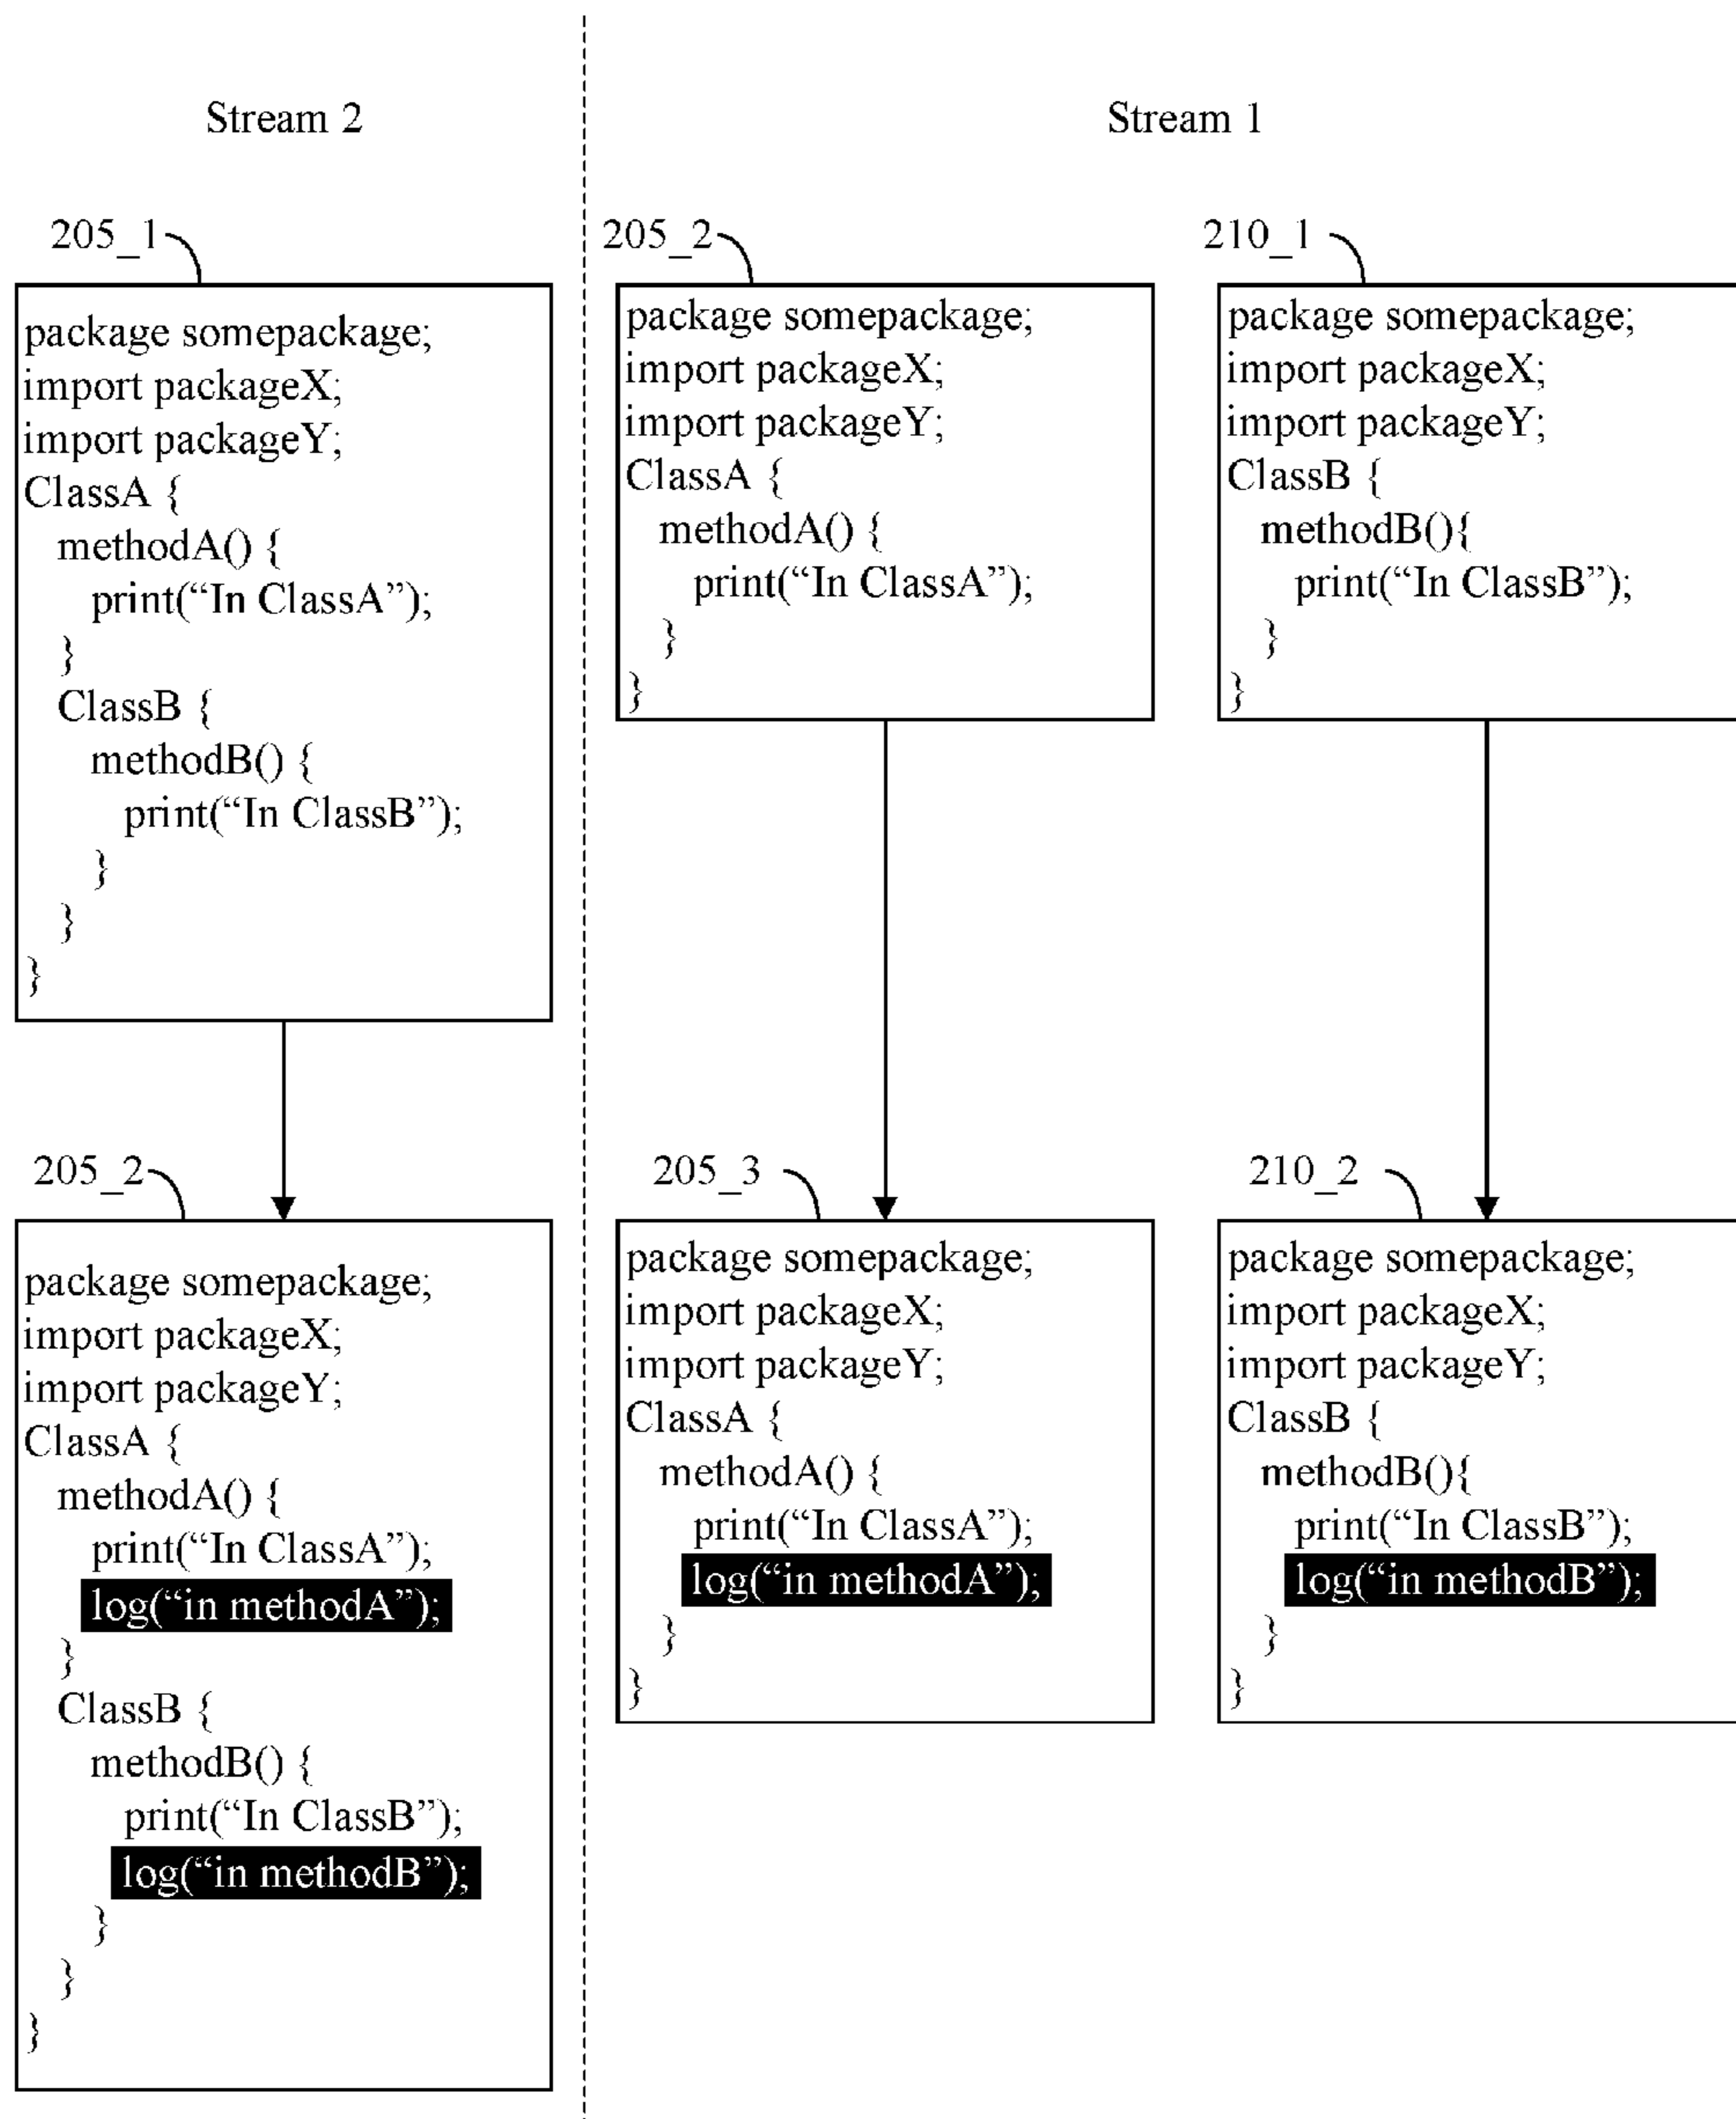 Stream 2
Stream 1
205_1
package somepackage;
import packageX;
import packageY;
ClassA {
methodA() {
print(“In ClassA”);
}
ClassB {
methodB() {
print(“In ClassB”);
}
}
}
205_2
package somepackage;
import packageX;
import packageY;
ClassA {
methodA() {
print(“In ClassA”);
log(“in methodA”);
}
ClassB {
methodB() {
print(“In ClassB”);
log(“in methodB”);
}
}
}
205_2
package somepackage;
import packageX;
import packageY;
ClassA {
methodA() {
print(“In ClassA”);
}
}
205_3
package somepackage;
import packageX;
import packageY;
ClassA {
methodA() {
print(“In ClassA”);
log(“in methodA”);
}
}
210_1
package somepackage;
import packageX;
import packageY;
ClassB {
methodB(){
print(“In ClassB”);
}
}
210_2
package somepackage;
import packageX;
import packageY;
ClassB {
methodB(){
print(“In ClassB”);
log(“in methodB”);
}
}